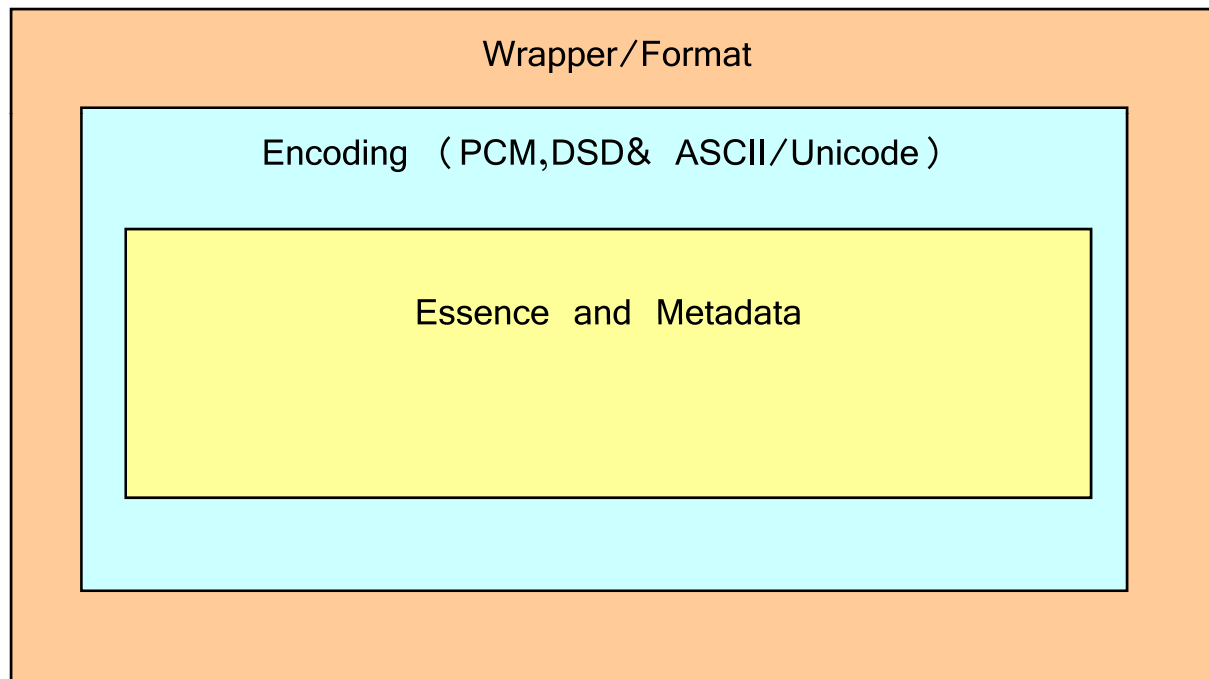 Wrapper/Format
Encoding （PCM,DSD& ASCII/Unicode）
Essence and Metadata